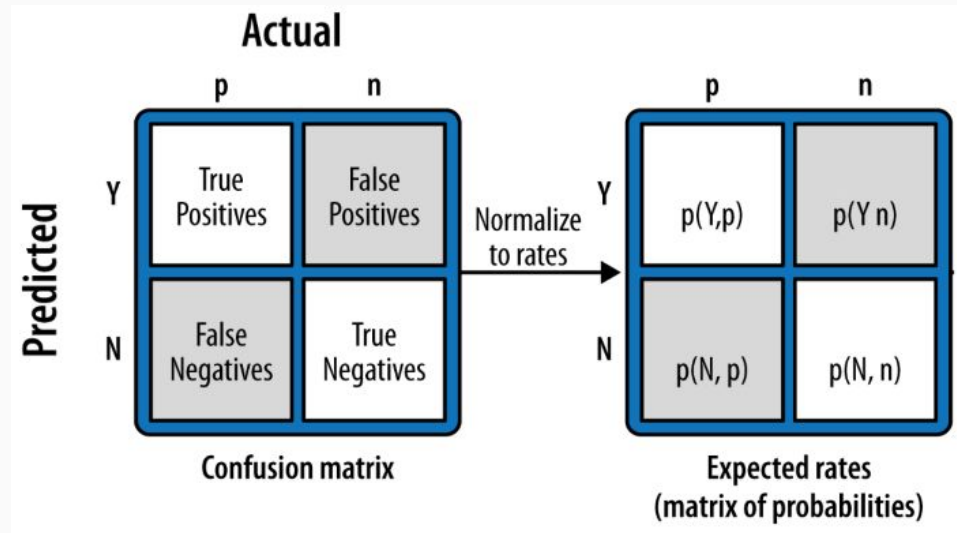 Actual
p n
p n
Predicted
Y
True
Positives
False
Positives
Normalize
to rates
Y
p(Y,p)
p(Y n)
N
False
Negatives
True
Negatives
N
p(N, p)
p(N, n)
Confusion matrix
Expected rates
(matrix of probabilities)